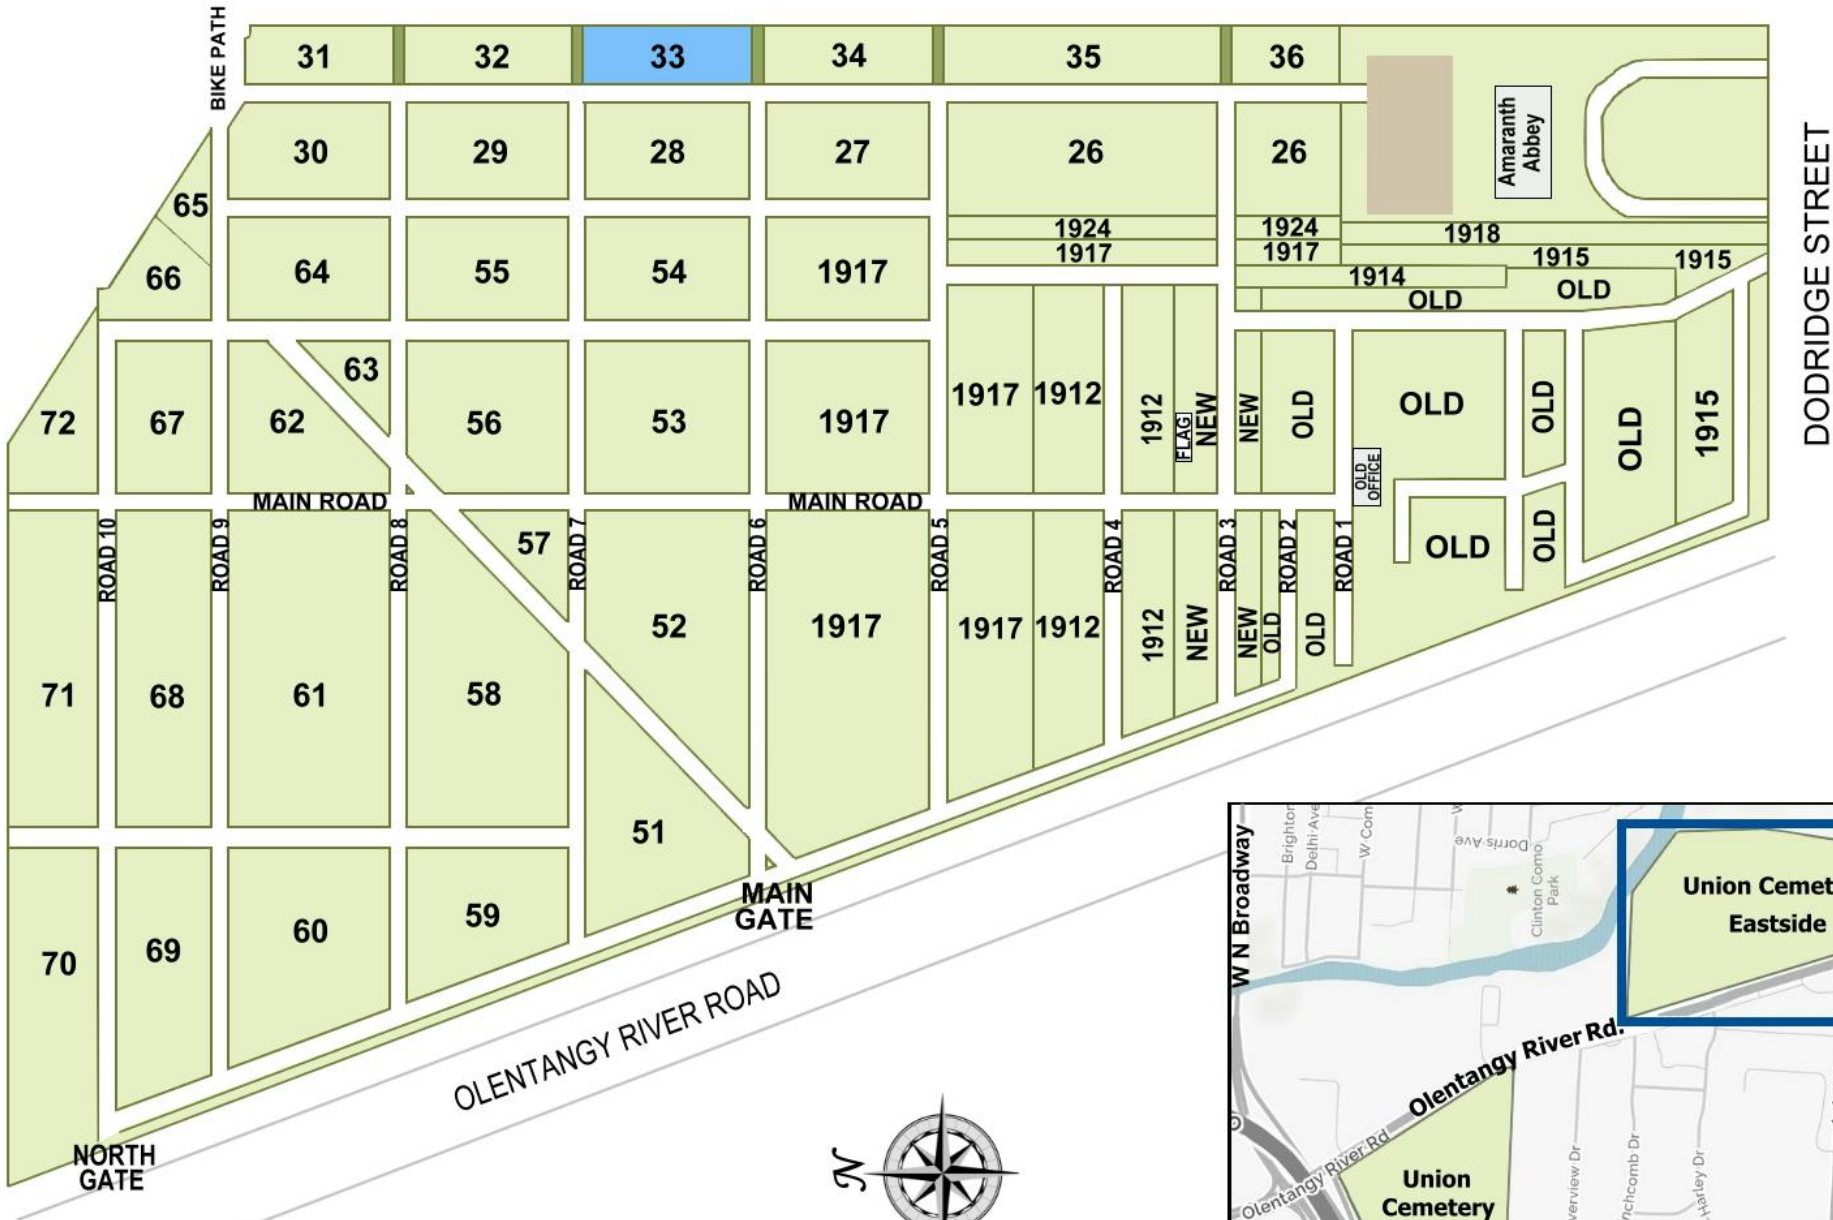 BIKE PATH
31
32
33
34
35
36
30
29
28
27
26
26
Amaranth
Abbey
DODRIDGE STREET
65
66
64
55
54
1917
1924
1917
1924
1917
1918
1915
1915
1914
OLD
OLD
72
67
62
63
56
53
1917
1917
1912
1912
FLAG
NEW
NEW
OLD
OLD
OLD
OLD
1915
OLD
OFFICE
MAIN ROAD
MAIN ROAD
ROAD 10
ROAD 9
ROAD 8
ROAD 7
ROAD 6
ROAD 5
ROAD 4
ROAD 3
ROAD 2
ROAD 1
57
OLD
OLD
71
68
61
58
52
1917
1917
1912
1912
NEW
NEW
OLD
OLD
51
70
69
60
59
MAIN
GATE
NORTH
GATE
OLENTANGY RIVER ROAD
N
W N Broadway
Brighton
Delhi Ave
W Com
Dorris Ave
Clinton Como
Park
Union Cemet
Eastside
Olentangy River Rd.
Olentangy River Rd
Union
Cemetery
erview Dr
nchcomb Dr
Harley Dr